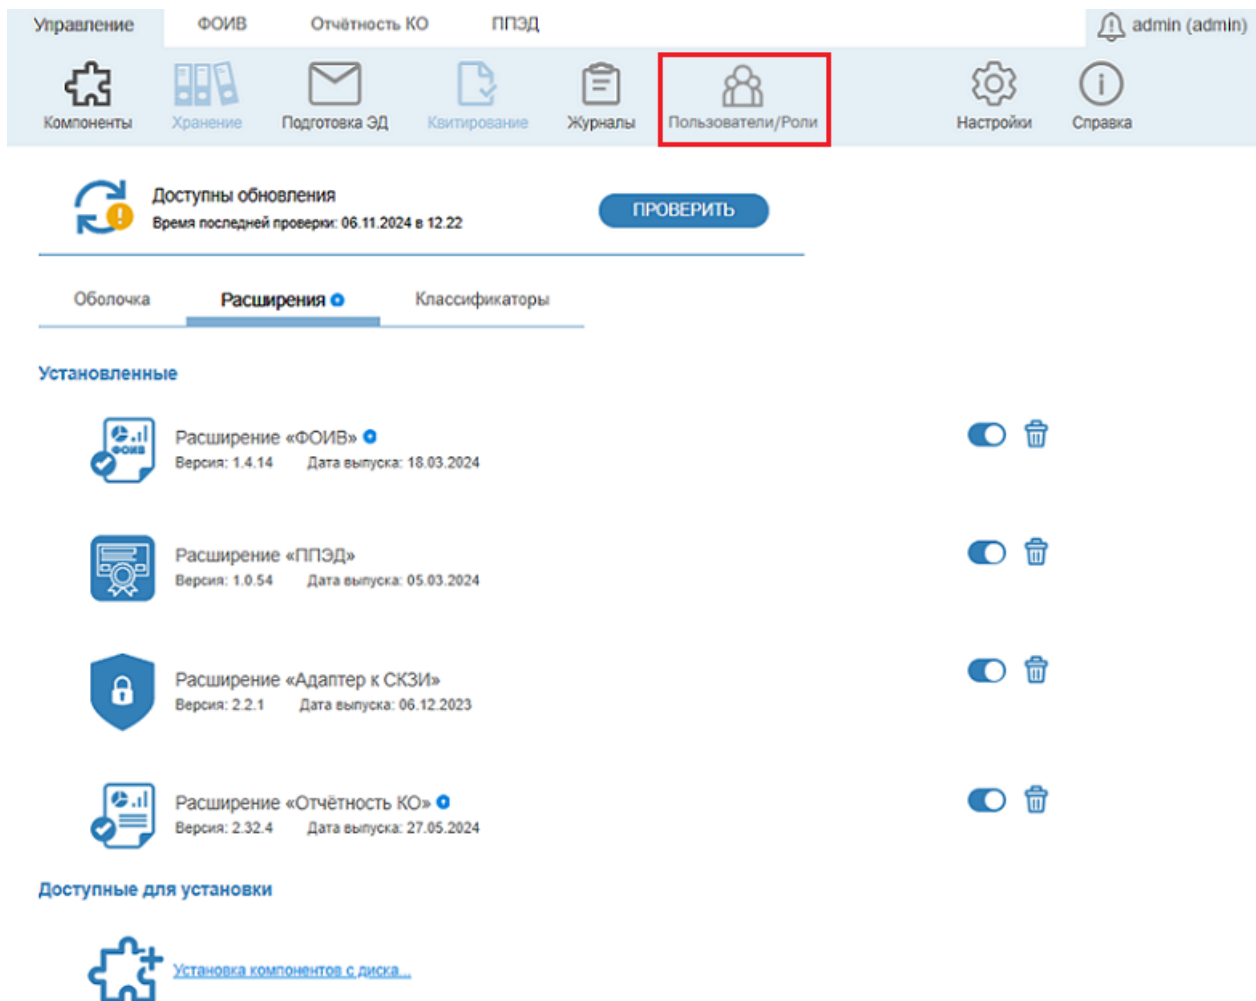 Управление ФОИВ Отчётность КО ППЭД admin (admin)
Компоненты Хранение Подготовка ЭД Квитирование Журналы Пользователи/Роли Настройки Справка
Доступны обновления
Время последней проверки: 06.11.2024 в 12.22
ПРОВЕРИТЬ
Оболочка Расширения Классификаторы
Установленные
ФОИВ
Расширение «ФОИВ»
Версия: 1.4.14 Дата выпуска: 18.03.2024
Расширение «ППЭД»
Версия: 1.0.54 Дата выпуска: 05.03.2024
Расширение «Адаптер к СКЗИ»
Версия: 2.2.1 Дата выпуска: 06.12.2023
Расширение «Отчётность КО»
Версия: 2.32.4 Дата выпуска: 27.05.2024
Доступные для установки
Установка компонентов с диска...